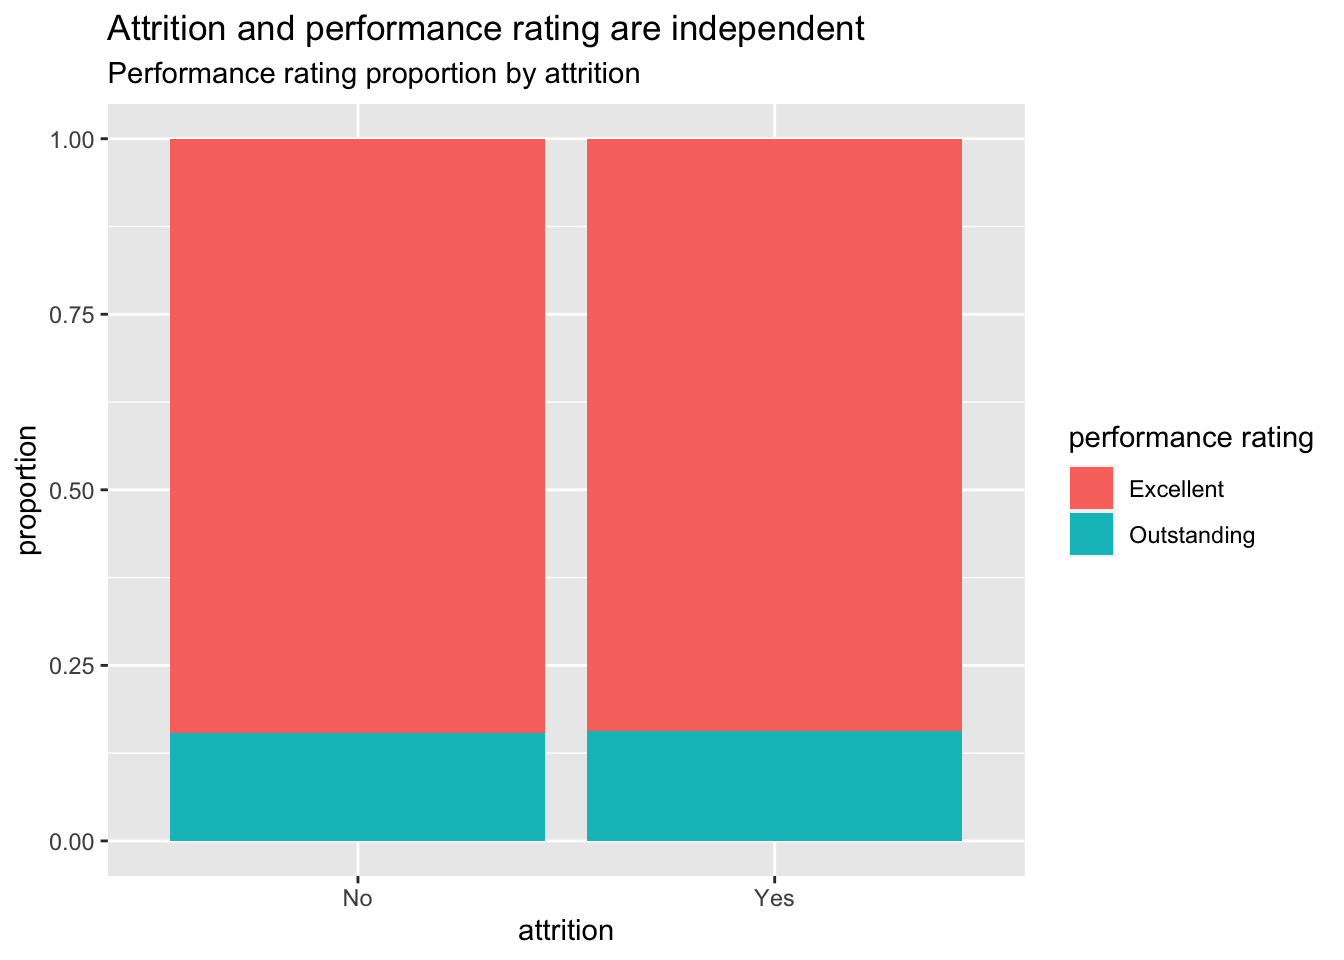 Attrition and performance rating are independent
Performance rating proportion by attrition
proportion
1.00
0.75
0.50
0.25
0.00
No
Yes
attrition
performance rating
Excellent
Outstanding